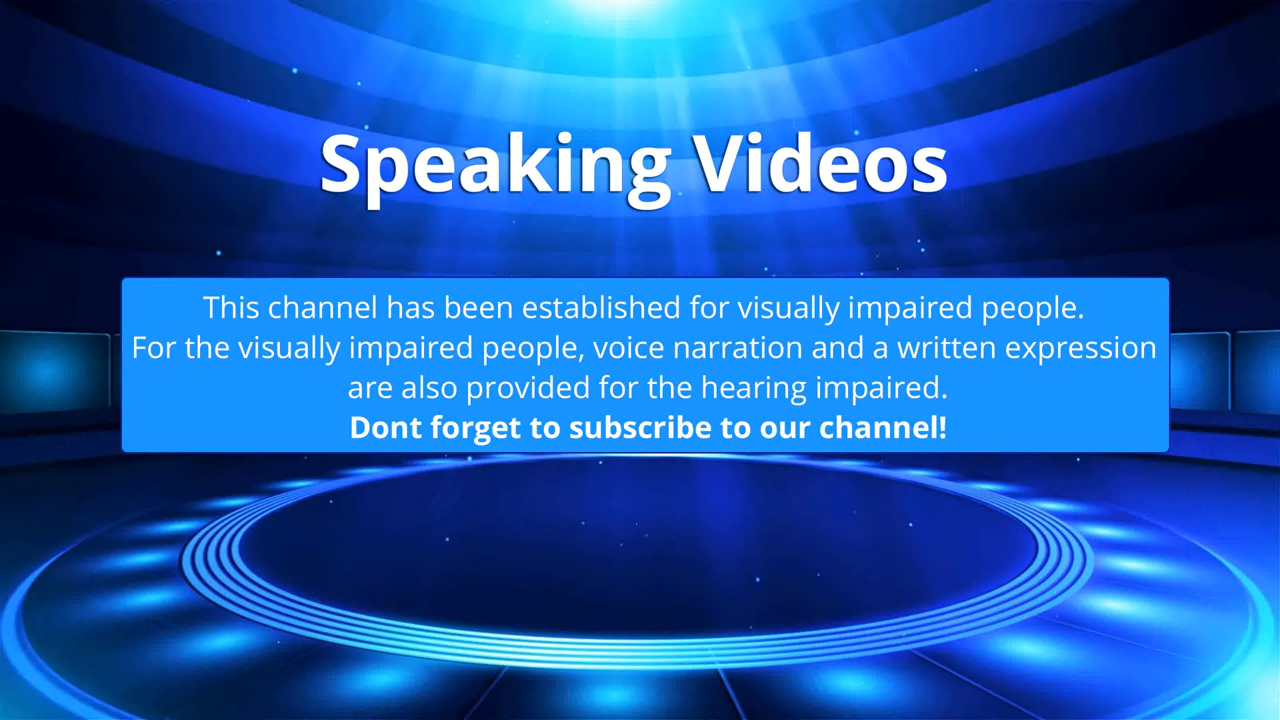 Speaking Videos
This channel has been established for visually impaired people.
For the visually impaired people, voice narration and a written expression
are also provided for the hearing impaired.
Dont forget to subscribe to our channel!